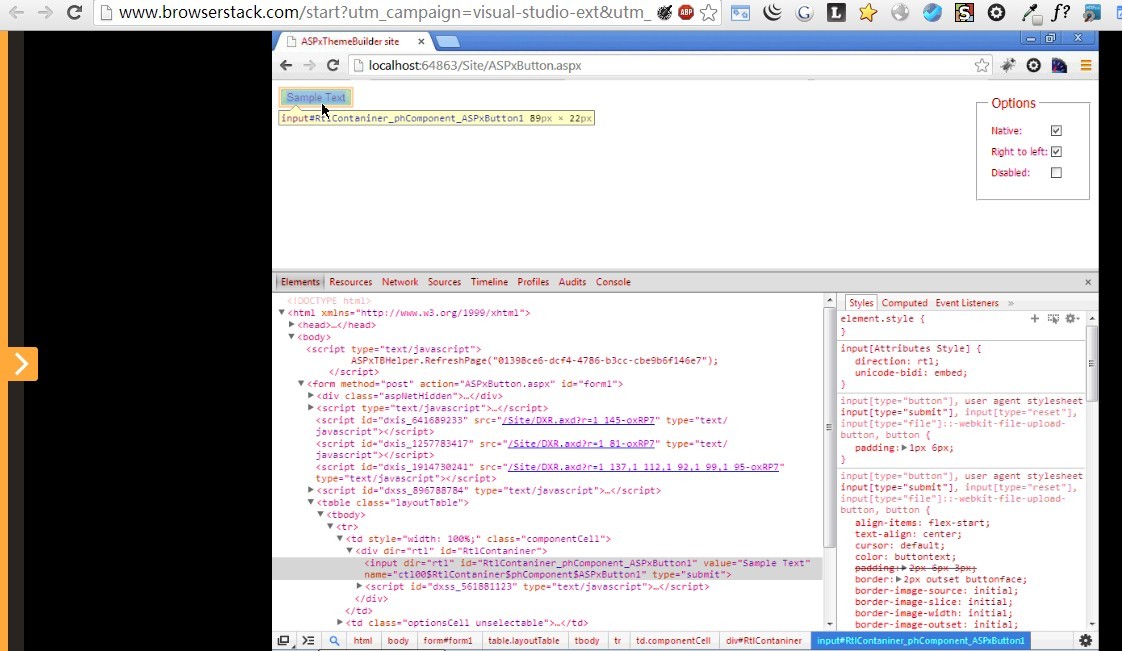 www.browserstack.com/start?utm_campaign=visual-studio-ext&utm_
ABP
G
L
S
f?
ASPxThemeBuilder site
localhost:64863/Site/ASPxButton.aspx
Sample Text
input#RtlContaniner_phComponent_ASPxButton1 89px × 22px
Options
Native:
Right to left:
Disabled:
Elements Resources Network Sources Timeline Profiles Audits Console
<!DOCTYPE html>
<html xmlns="http://www.w3.org/1999/xhtml">
<head>…</head>
<body>
<script type="text/javascript">
ASPxTBHelper.RefreshPage("01398ce6-dcf4-4786-b3cc-cbe9b6f146e7");
</script>
<form method="post" action="ASPxButton.aspx" id="form1">
<div class="aspNetHidden">…</div>
<script type="text/javascript">…</script>
<script id="dxis_641689233" src="/Site/DXR.axd?r=1_145-oxRP7" type="text/
javascript"></script>
<script id="dxis_1257783417" src="/Site/DXR.axd?r=1_81-oxRP7" type="text/
javascript"></script>
<script id="dxis_1914730241" src="/Site/DXR.axd?r=1_137,1_112,1_92,1_99,1_95-oxRP7"
type="text/javascript"></script>
<script id="dxss_896788784" type="text/javascript">…</script>
<table class="layoutTable">
<tbody>
<tr>
<td style="width: 100%;" class="componentCell">
<div dir="rtl" id="RtlContaniner">
<input dir="rtl" id="RtlContaniner_phComponent_ASPxButton1" value="Sample Text"
name="ctl00$RtlContaniner$phComponent$ASPxButton1" type="submit">
<script id="dxss_561881123" type="text/javascript">…</script>
</div>
</td>
<td class="optionsCell unselectable">…</td>
html body form#form1 table.layoutTable tbody tr td.componentCell div#RtlContaniner input#RtlContaniner_phComponent_ASPxButton1
Styles Computed Event Listeners »
element.style {
}
input[Attributes Style] {
direction: rtl;
unicode-bidi: embed;
}
input[type="button"], user agent stylesheet
input[type="submit"], input[type="reset"],
input[type="file"]::-webkit-file-upload-
button, button {
padding: 1px 6px;
}
input[type="button"], user agent stylesheet
input[type="submit"], input[type="reset"],
input[type="file"]::-webkit-file-upload-
button, button {
align-items: flex-start;
text-align: center;
cursor: default;
color: buttontext;
padding: 2px 6px 3px;
border: 2px outset buttonface;
border-image-source: initial;
border-image-slice: initial;
border-image-width: initial;
border-image-outset: initial;